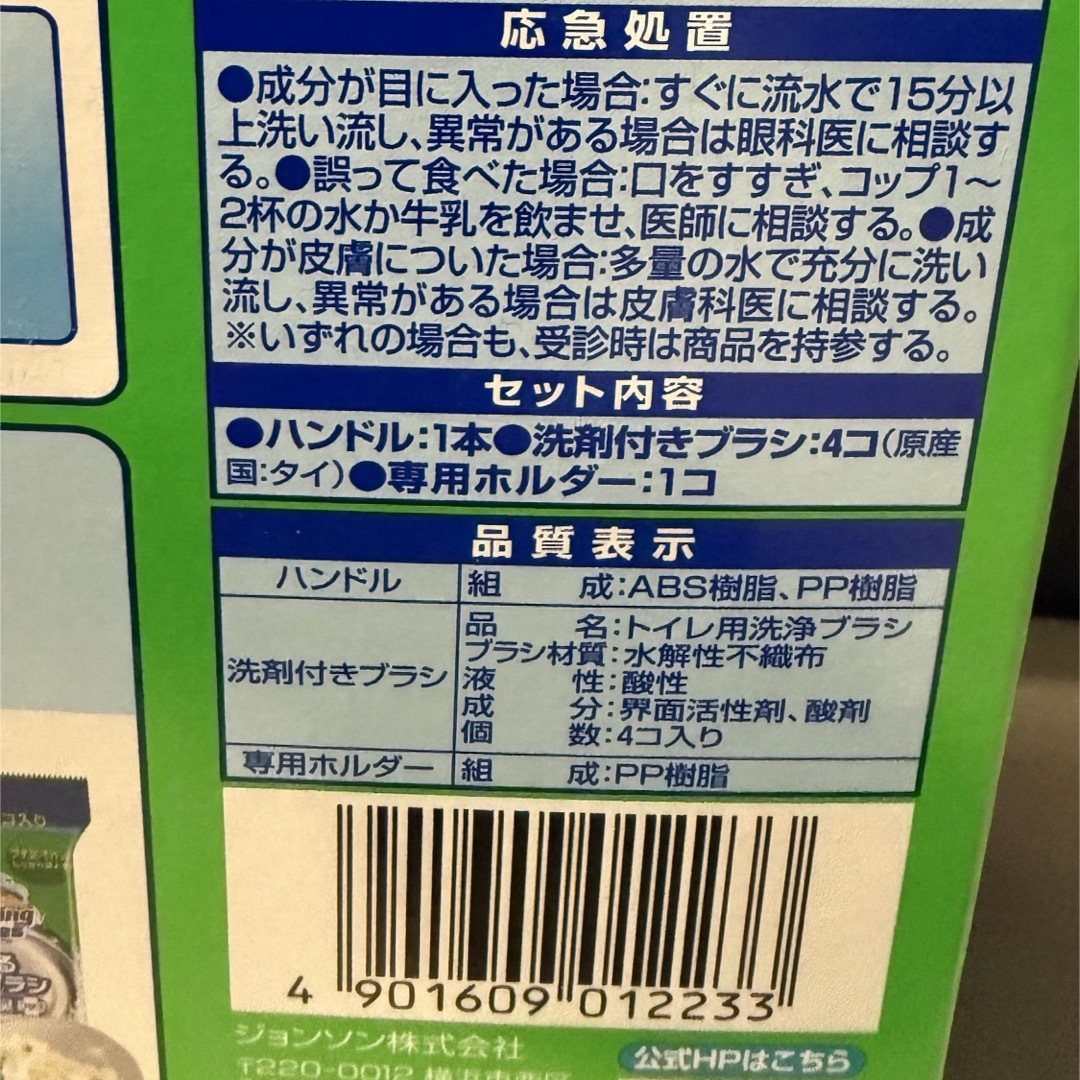 応急処置
●成分が目に入った場合:すぐに流水で15分以
上洗い流し、異常がある場合は眼科医に相談す
る。●誤って食べた場合:口をすすぎ、コップ1～
2杯の水か牛乳を飲ませ、医師に相談する。●成
分が皮膚についた場合:多量の水で充分に洗い
流し、異常がある場合は皮膚科医に相談する。
※いずれの場合も、受診時は商品を持参する。
セット内容
●ハンドル:1本●洗剤付きブラシ:4コ(原産
国:タイ)●専用ホルダー:1コ
品質表示
ハンドル 組成:ABS樹脂、PP樹脂
洗剤付きブラシ
品名:トイレ用洗浄ブラシ
ブラシ材質:水解性不織布
液性:酸性
成分:界面活性剤、酸剤
個数:4コ入り
専用ホルダー 組成:PP樹脂
コ入り
ブラシ
4 901609 012233
ジョンソン株式会社
公式HPはこちら
〒220-0012